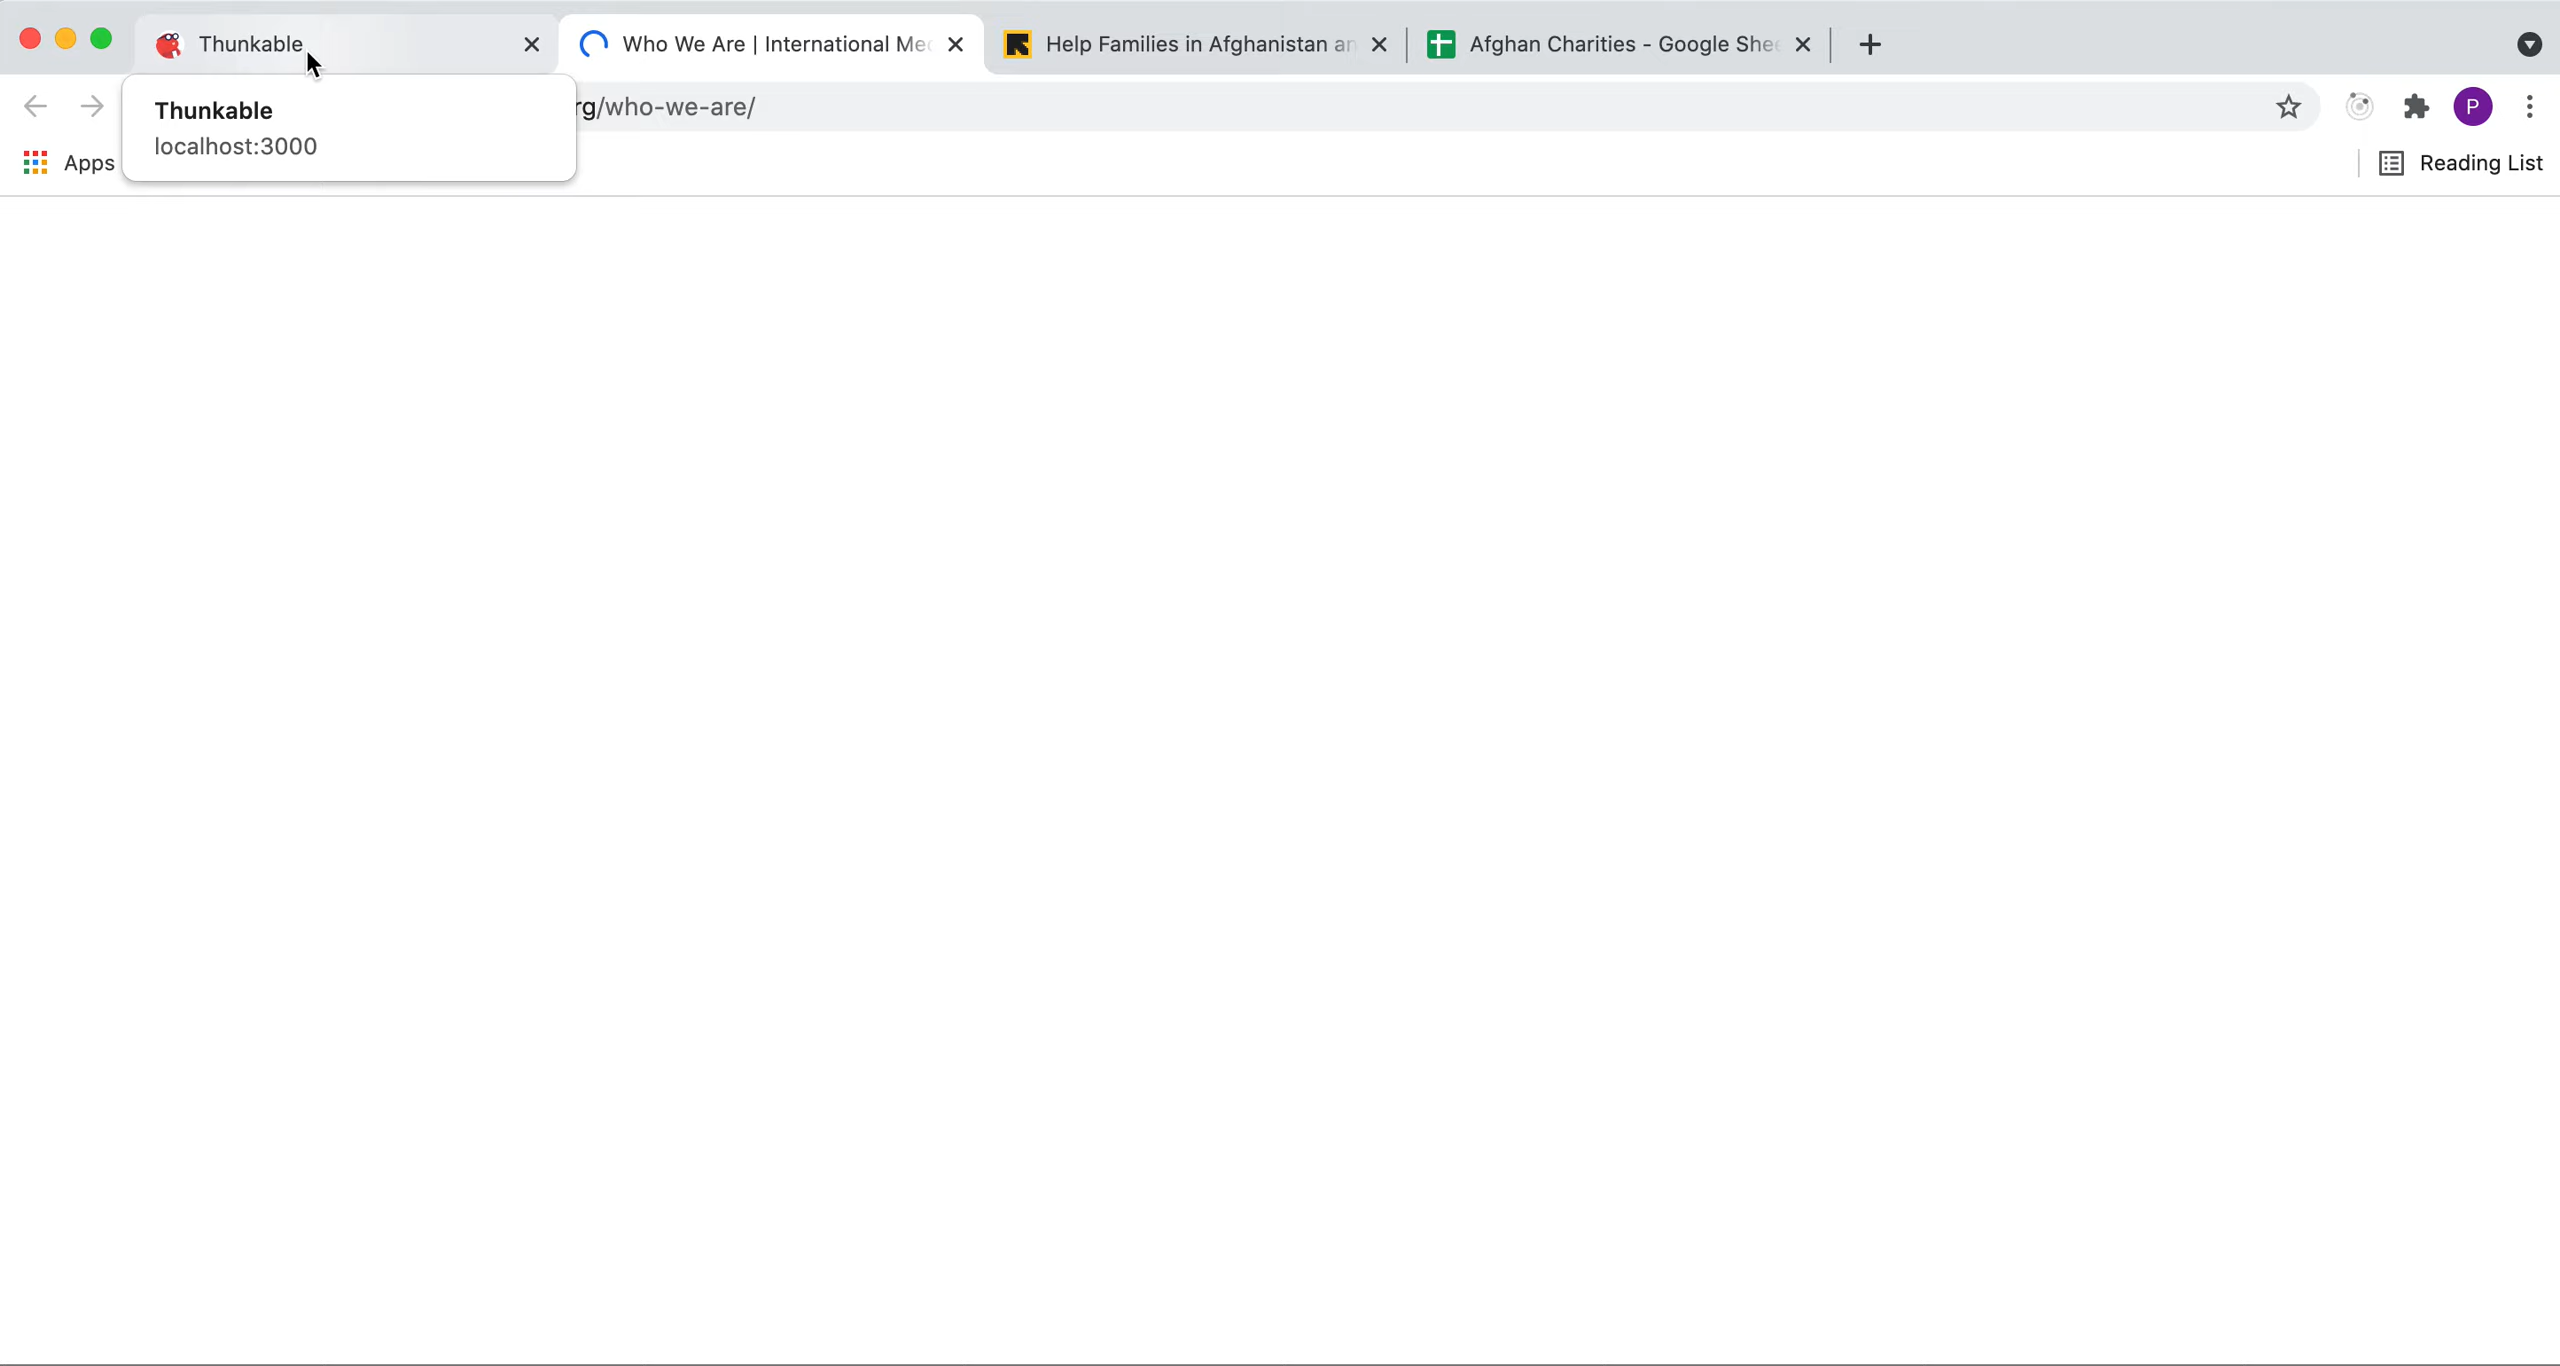 Thunkable
Who We Are | International Me
Help Families in Afghanistan an
Afghan Charities - Google She
Thunkable
localhost:3000
rg/who-we-are/
P
Apps
Reading List